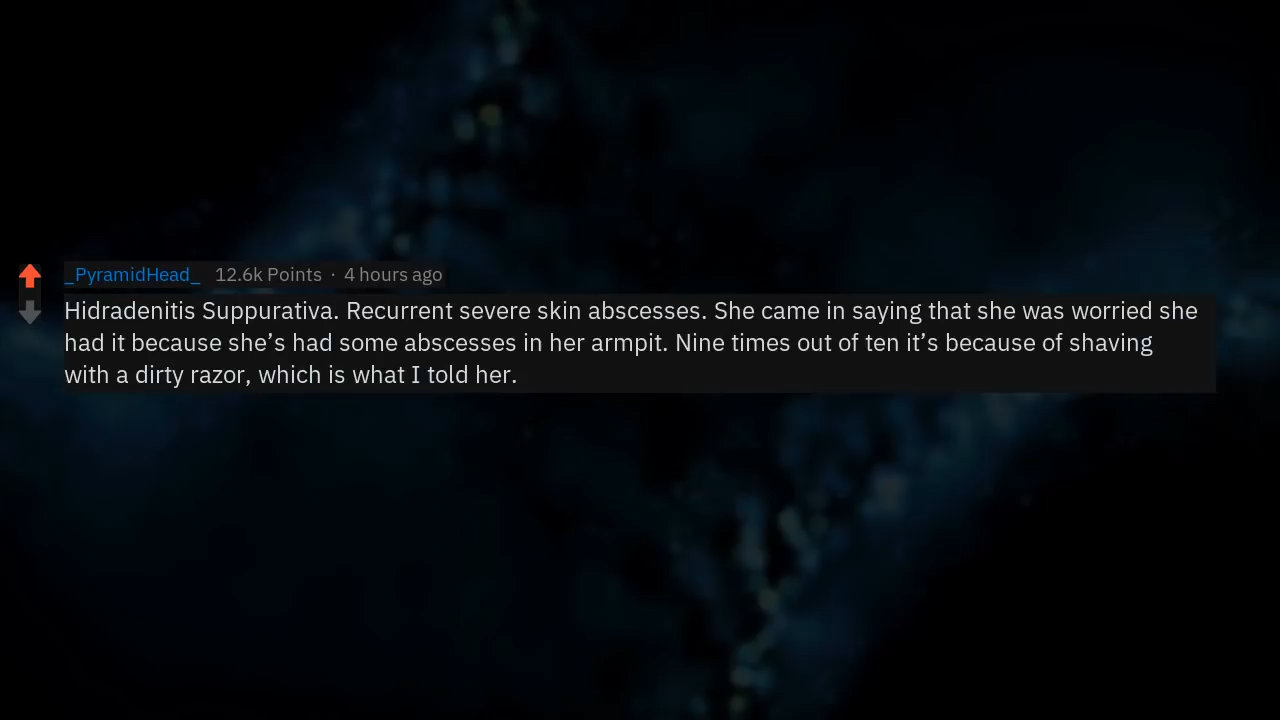 _PyramidHead_ 12.6k Points · 4 hours ago
Hidradenitis Suppurativa. Recurrent severe skin abscesses. She came in saying that she was worried she
had it because she’s had some abscesses in her armpit. Nine times out of ten it’s because of shaving
with a dirty razor, which is what I told her.